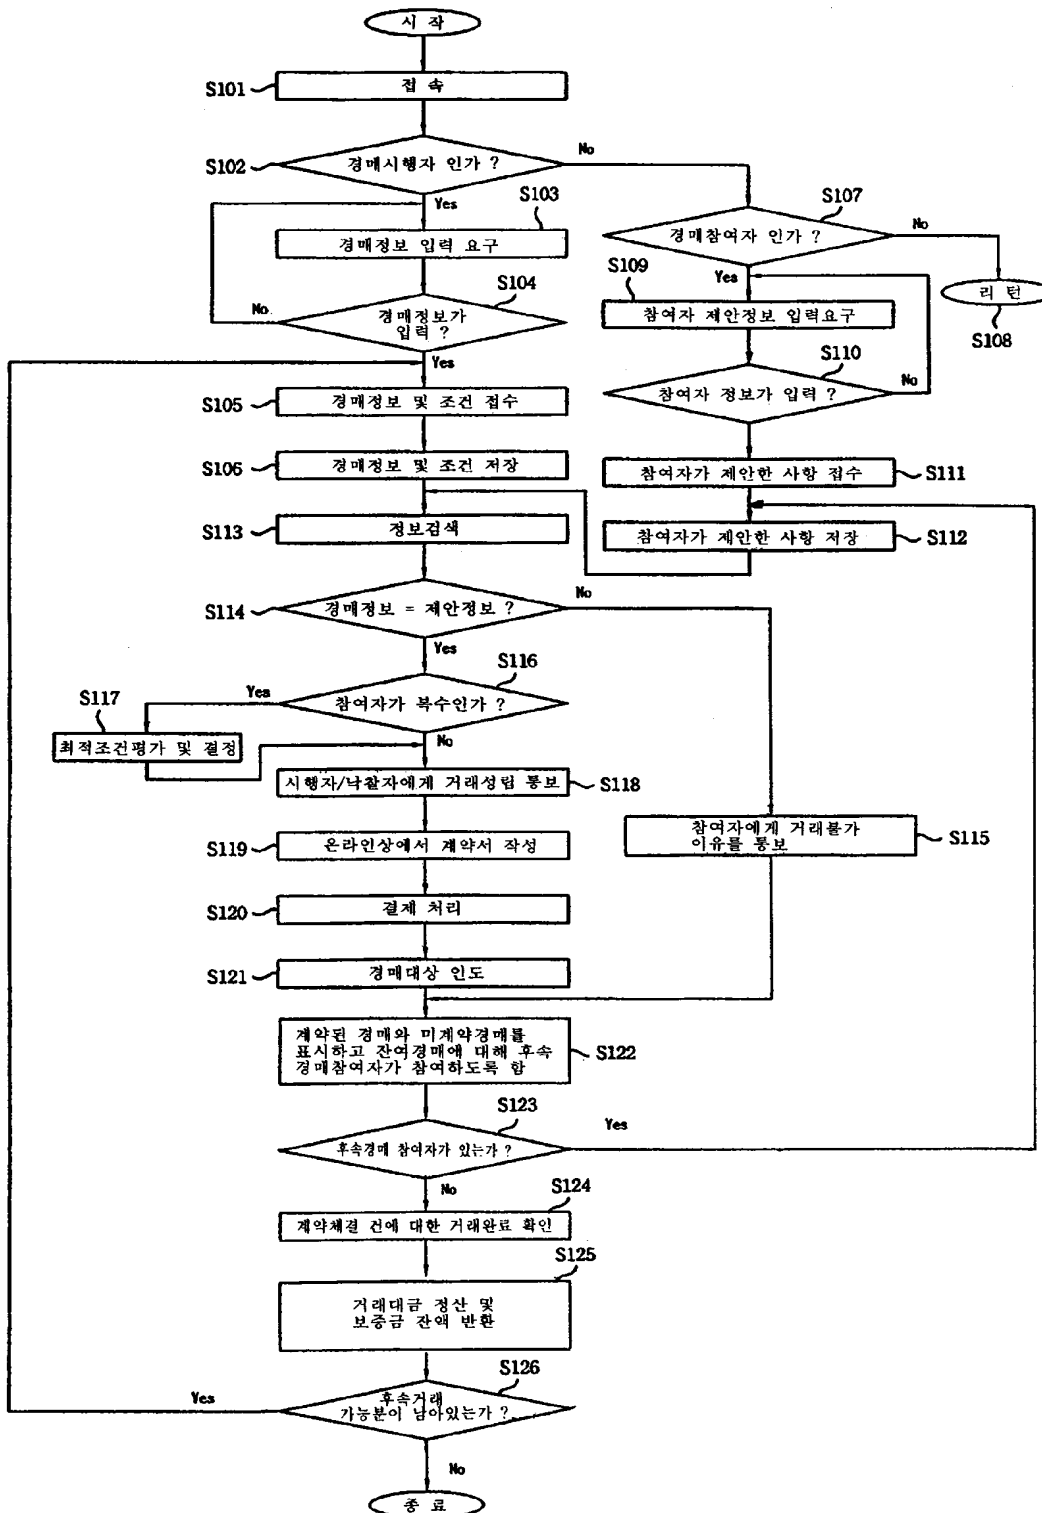 시 작
S101
접 속
S102
경매시행자 인가 ?
No
Yes
S103
경매정보 입력 요구
S104
No
경매정보가
입력 ?
Yes
S107
경매참여자 인가 ?
No
Yes
리 턴
S108
S109
참여자 제안정보 입력요구
S110
참여자 정보가 입력 ?
No
S105
경매정보 및 조건 접수
S106
경매정보 및 조건 저장
참여자가 제안한 사항 접수
S111
S113
정보검색
참여자가 제안한 사항 저장
S112
S114
경매정보 = 제안정보 ?
No
Yes
S116
참여자가 복수인가 ?
Yes
No
S117
최적조건평가 및 결정
시행자/낙찰자에게 거래성립 통보
S118
S119
온라인상에서 계약서 작성
참여자에게 거래불가
이유를 통보
S115
S120
결제 처리
S121
경매대상 인도
계약된 경매와 미계약경매를
표시하고 잔여경매에 대해 후속
경매참여자가 참여하도록 함
S122
S123
후속경매 참여자가 있는가 ?
Yes
No
S124
계약체결 건에 대한 거래완료 확인
S125
거래대금 정산 및
보증금 잔액 반환
S126
후속거래
가능분이 남아있는가 ?
Yes
No
종 료